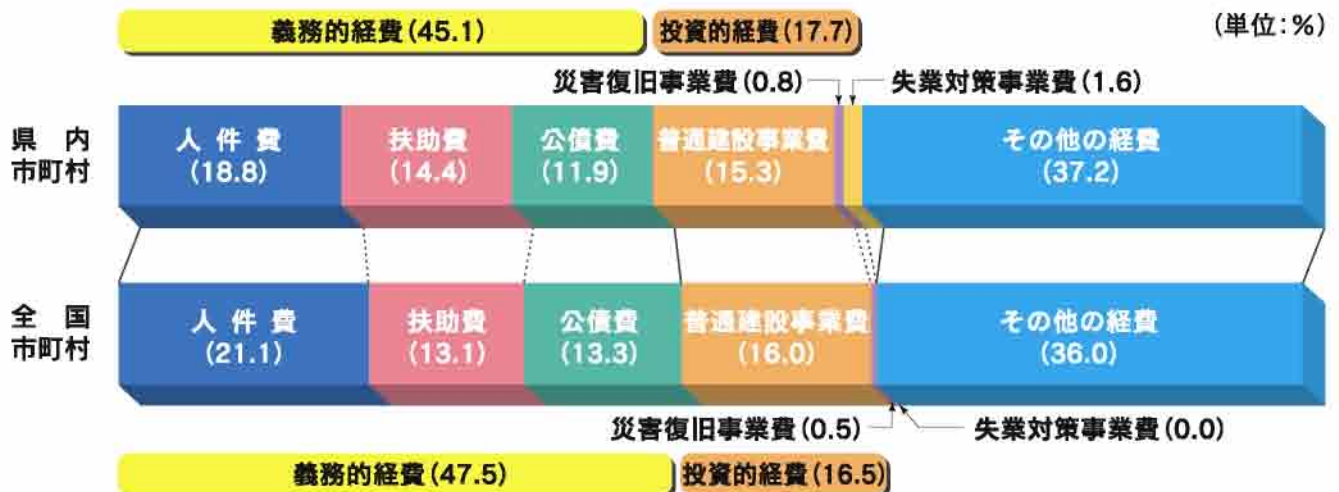 義務的経費(45.1)
投資的経費(17.7)
(単位:%)
災害復旧事業費(0.8)
失業対策事業費(1.6)
県内
市町村
人件費
(18.8)
扶助費
(14.4)
公債費
(11.9)
普通建設事業費
(15.3)
その他の経費
(37.2)
全国
市町村
人件費
(21.1)
扶助費
(13.1)
公債費
(13.3)
普通建設事業費
(16.0)
その他の経費
(36.0)
災害復旧事業費(0.5)
失業対策事業費(0.0)
義務的経費(47.5)
投資的経費(16.5)